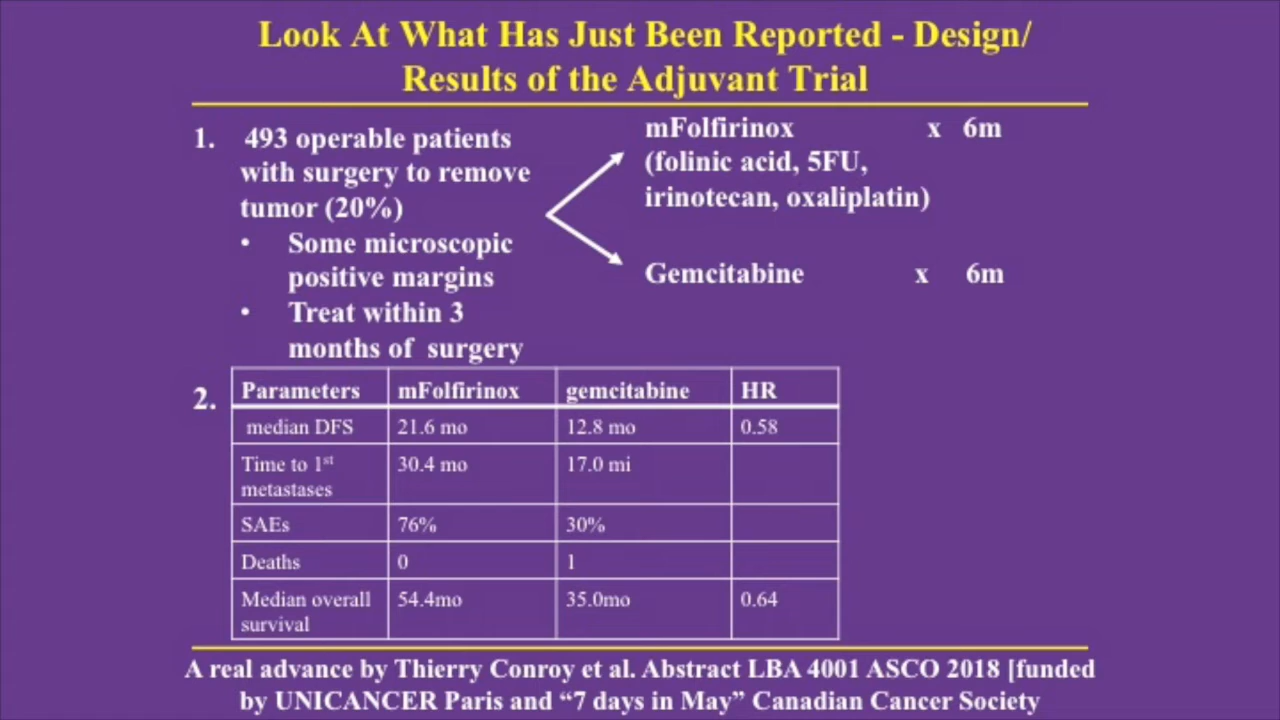 Look At What Has Just Been Reported - Design/
Results of the Adjuvant Trial
1. 493 operable patients
with surgery to remove
tumor (20%)
• Some microscopic
positive margins
• Treat within 3
months of surgery
mFolfirinox x 6m
(folinic acid, 5FU,
irinotecan, oxaliplatin)
Gemcitabine x 6m
2.
Parameters mFolfirinox gemcitabine HR
median DFS 21.6 mo 12.8 mo 0.58
Time to 1st 30.4 mo 17.0 mi
metastases
SAEs 76% 30%
Deaths 0 1
Median overall 54.4mo 35.0mo 0.64
survival
A real advance by Thierry Conroy et al. Abstract LBA 4001 ASCO 2018 [funded
by UNICANCER Paris and “7 days in May” Canadian Cancer Society